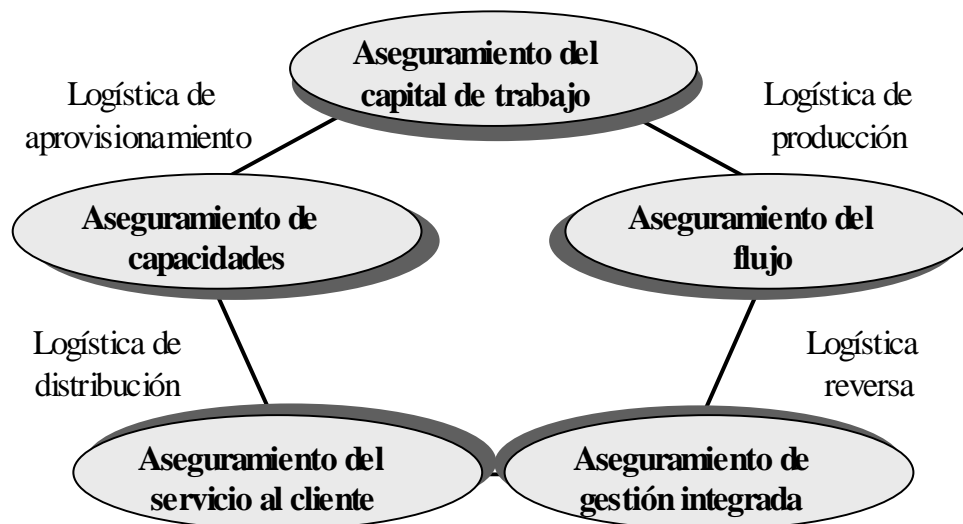 Aseguramiento del
capital de trabajo
Logística de
aprovisionamiento
Logística de
producción
Aseguramiento de
capacidades
Aseguramiento del
flujo
Logística de
distribución
Logística
reversa
Aseguramiento del
servicio al cliente
Aseguramiento de
gestión integrada